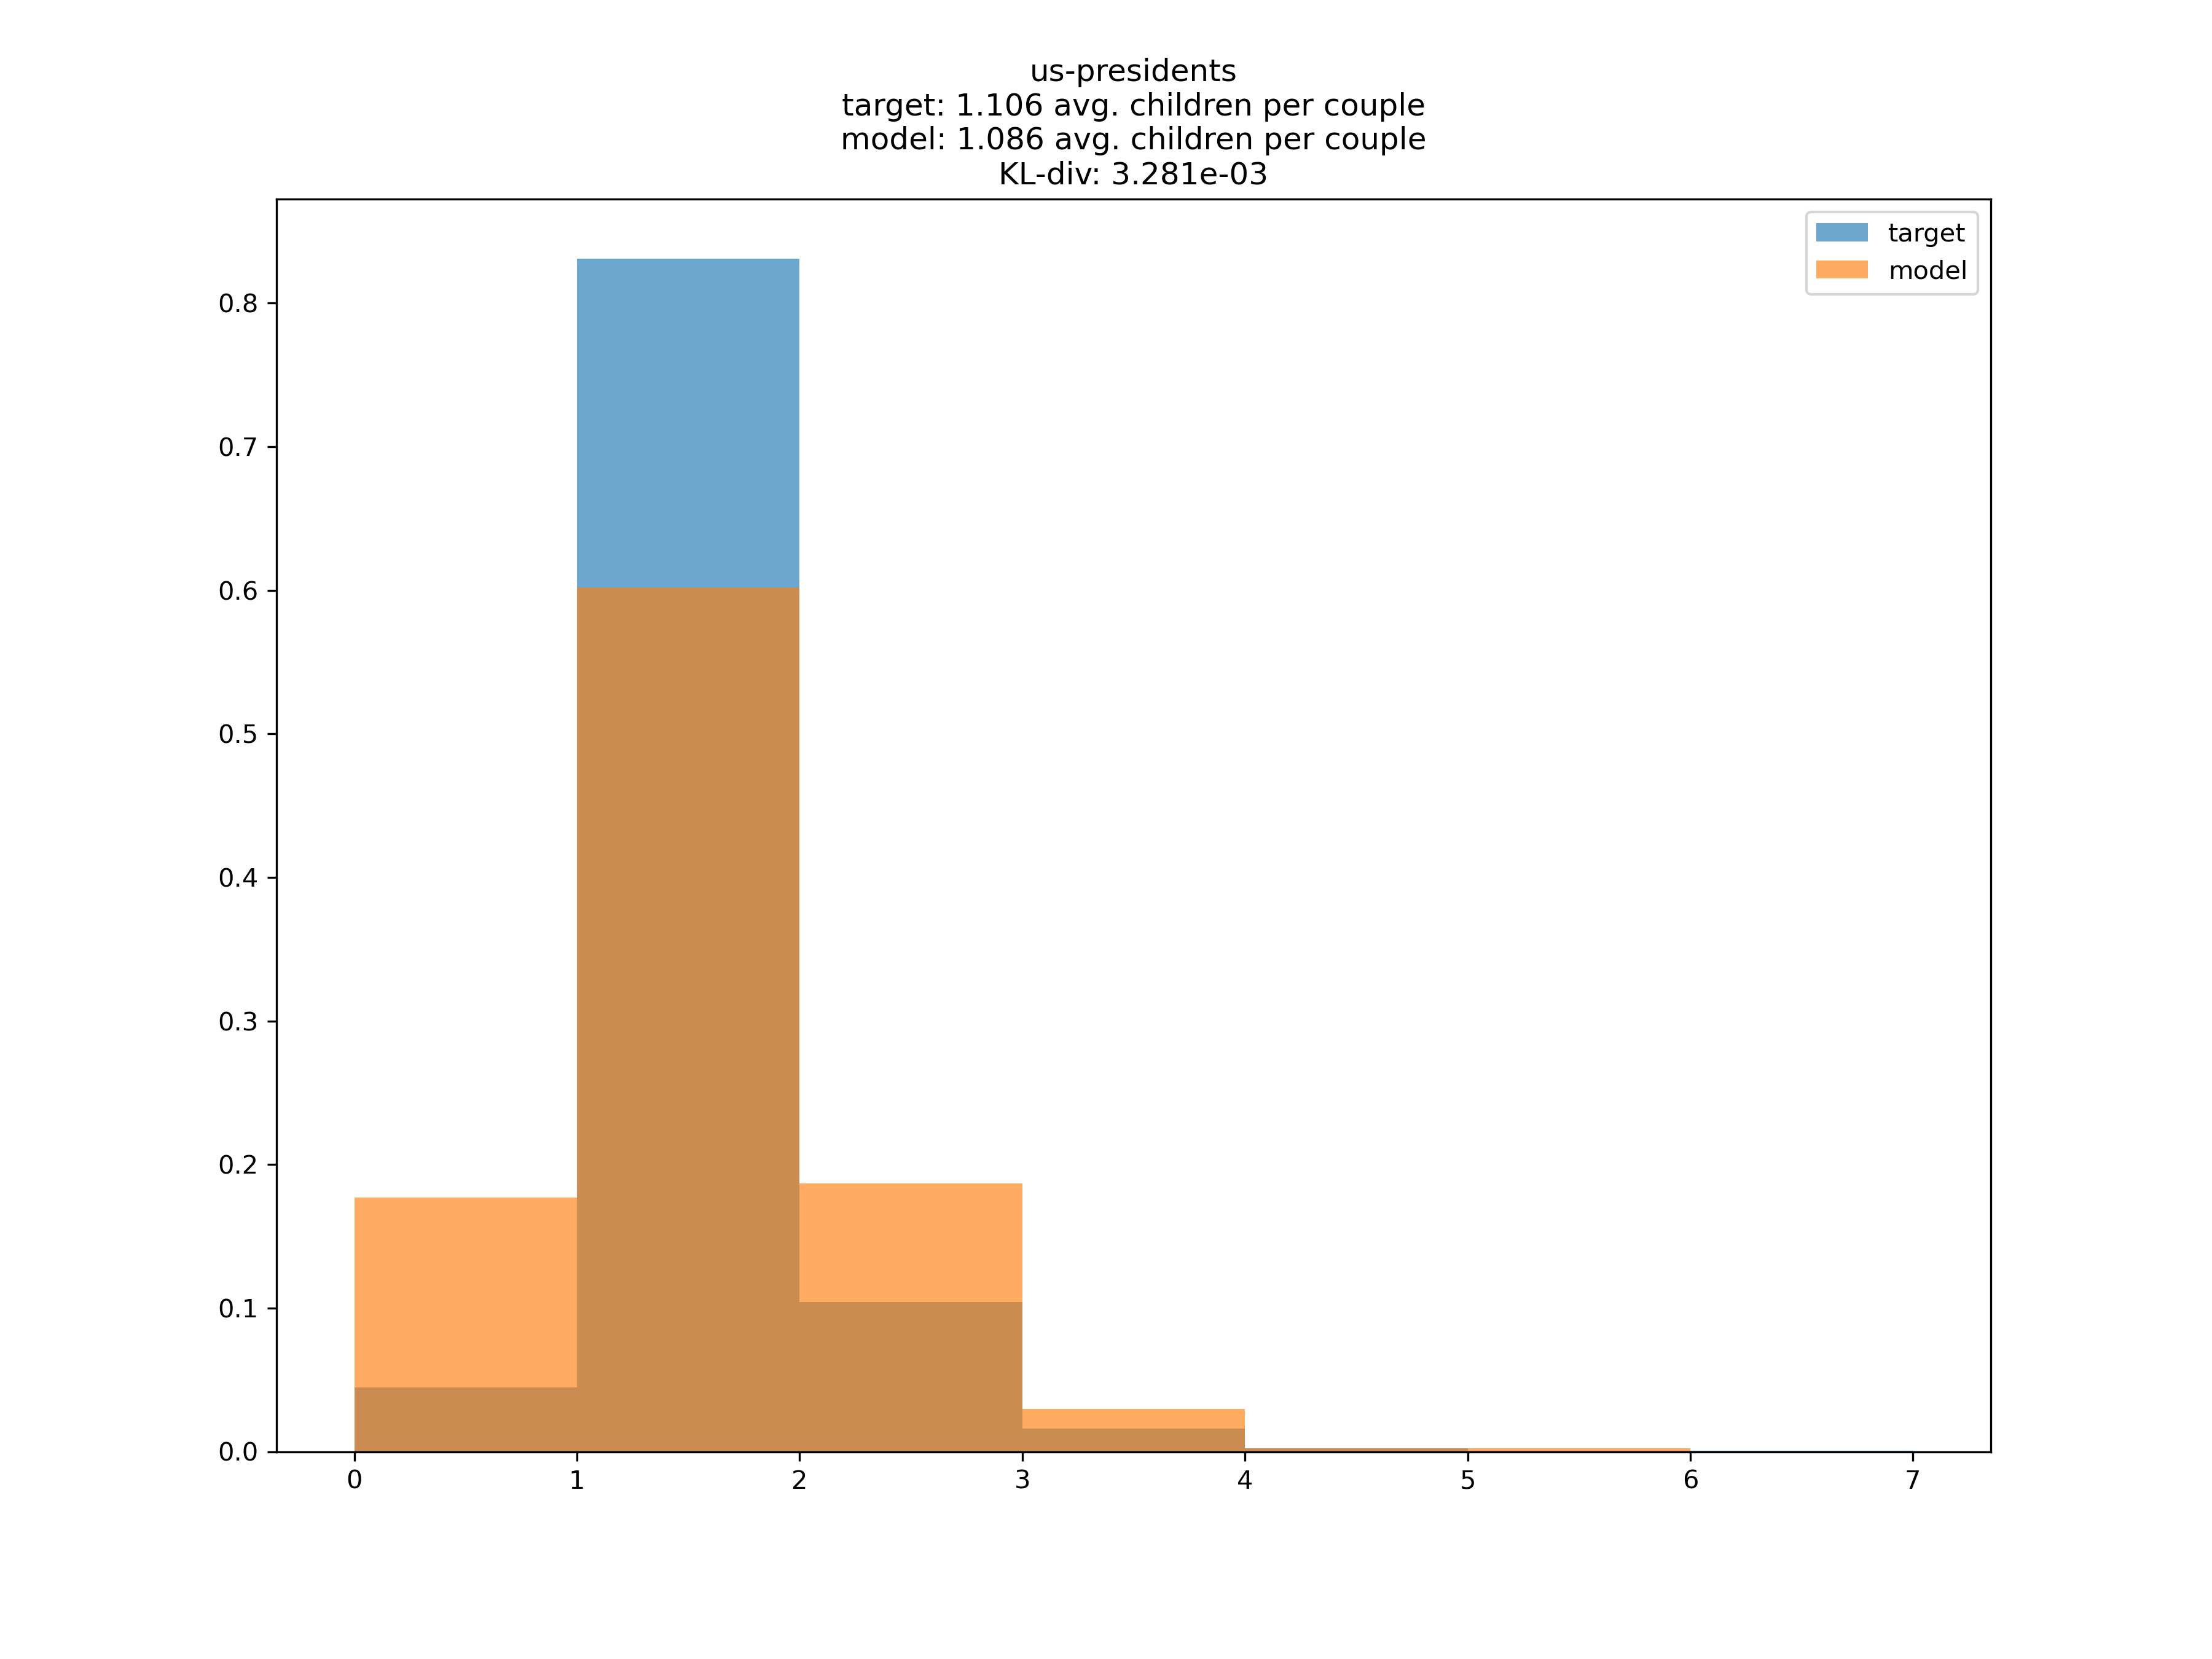 us-presidents
target: 1.106 avg. children per couple
model: 1.086 avg. children per couple
KL-div: 3.281e-03
target
model
0.8
0.7
0.6
0.5
0.4
0.3
0.2
0.1
0.0
0 1 2 3 4 5 6 7